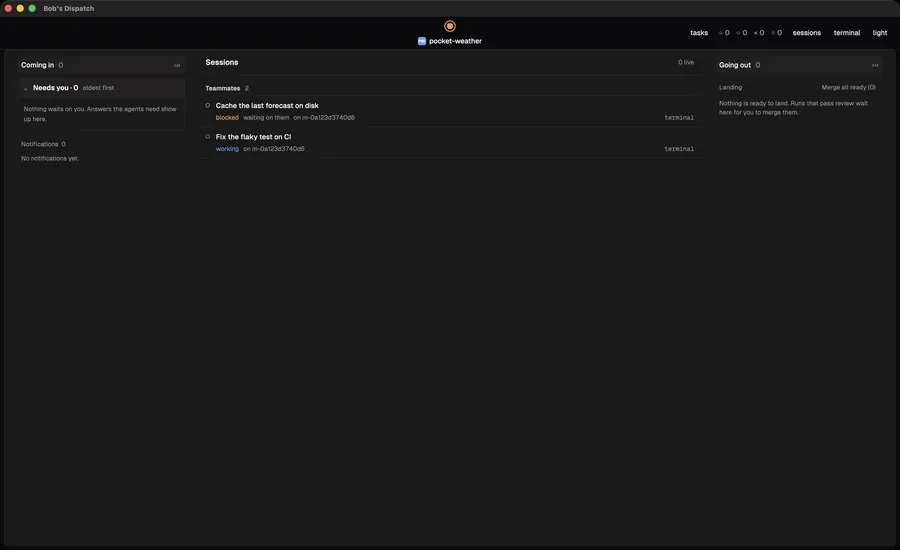 Bob's Dispatch
PW pocket-weather
tasks 0 0 0 0 sessions terminal light
Coming in 0
Needs you · 0 oldest first
Nothing waits on you. Answers the agents need show
up here.
Notifications 0
No notifications yet.
Sessions 0 live
Teammates 2
Cache the last forecast on disk
blocked waiting on them on m-0a123d3740d6 terminal
Fix the flaky test on CI
working on m-0a123d3740d6 terminal
Going out 0
Landing Merge all ready (0)
Nothing is ready to land. Runs that pass review wait
here for you to merge them.